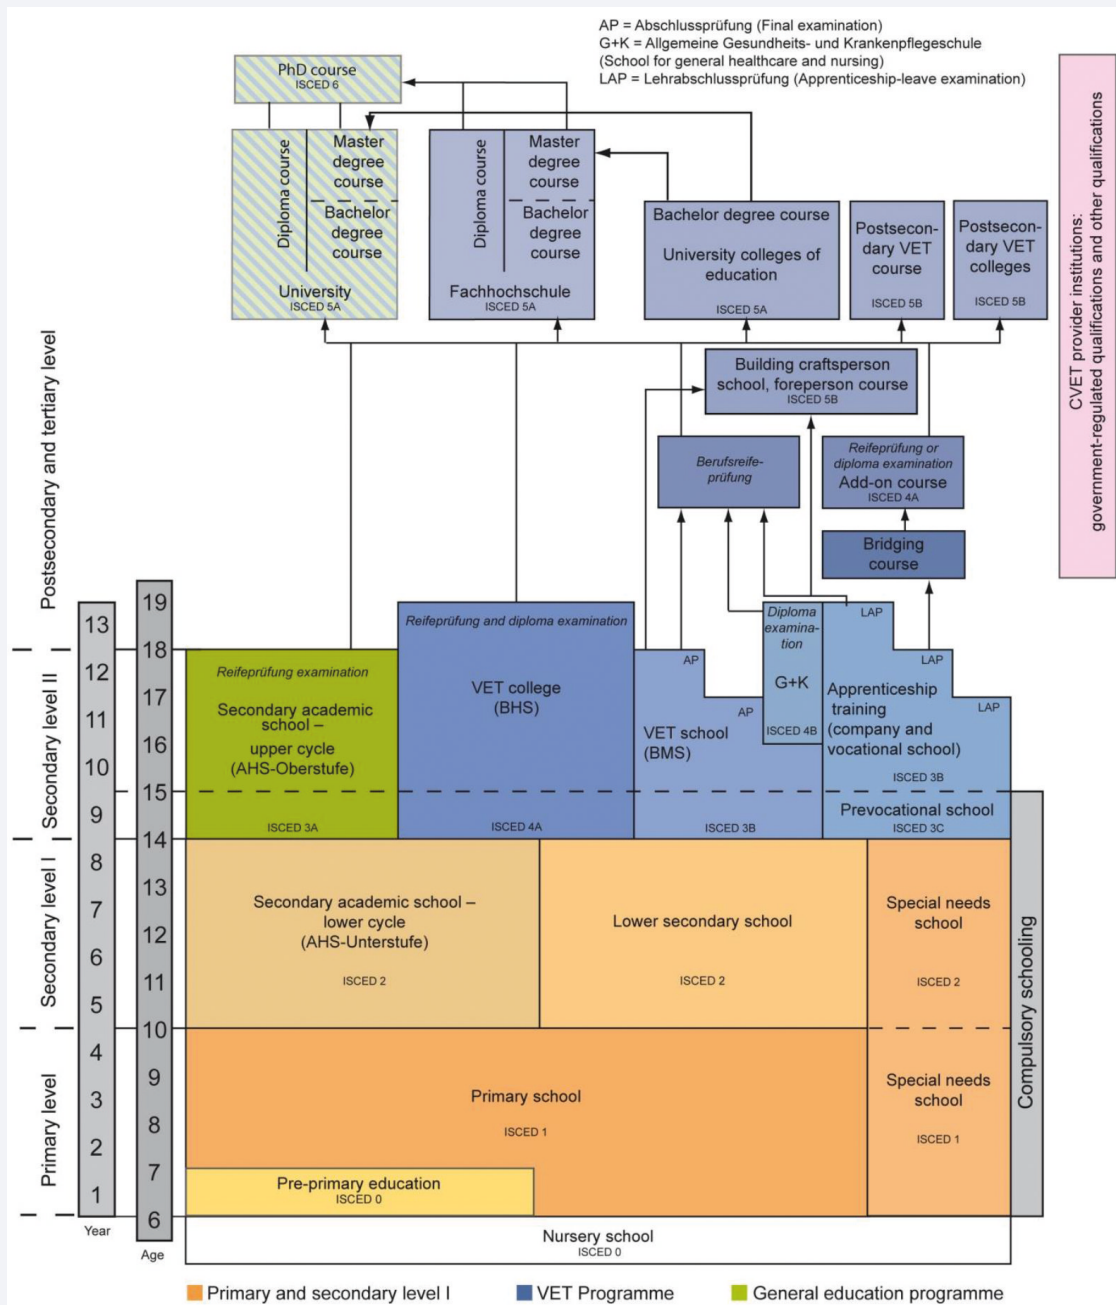 AP = Abschlussprüfung (Final examination)
G+K = Allgemeine Gesundheits- und Krankenpflegeschule
(School for general healthcare and nursing)
LAP = Lehrabschlussprüfung (Apprenticeship-leave examination)
PhD course
ISCED 6
Diploma course
Master
degree
course
Bachelor
degree
course
University
ISCED 5A
Diploma course
Master
degree
course
Bachelor
degree
course
Fachhochschule
ISCED 5A
Bachelor degree course
University colleges of
education
ISCED 5A
Postsecon-
dary VET
course
ISCED 5B
Postsecon-
dary VET
colleges
ISCED 5B
CVET provider institutions:
government-regulated qualifications and other qualifications
Building craftsperson
school, foreperson course
ISCED 5B
Berufsreife-
prüfung
Reifeprüfung or
diploma examination
Add-on course
ISCED 4A
Bridging
course
Postsecondary and tertiary level
Secondary level II
Secondary level I
Primary level
13
12
11
10
9
8
7
6
5
4
3
2
1
Year
19
18
17
16
15
14
13
12
11
10
9
8
7
6
Age
Reifeprüfung examination
Secondary academic
school –
upper cycle
(AHS-Oberstufe)
ISCED 3A
Reifeprüfung and diploma examination
VET college
(BHS)
ISCED 4A
AP
AP
VET school
(BMS)
ISCED 3B
Diploma
examina-
tion)
G+K
ISCED 4B
LAP
LAP
LAP
Apprenticeship
training
(company and
vocational school)
ISCED 3B
Prevocational school
ISCED 3C
Secondary academic school –
lower cycle
(AHS-Unterstufe)
ISCED 2
Lower secondary school
ISCED 2
Special needs
school
ISCED 2
Primary school
ISCED 1
Special needs
school
ISCED 1
Compulsory schooling
Pre-primary education
ISCED 0
Nursery school
ISCED 0
Primary and secondary level I
VET Programme
General education programme